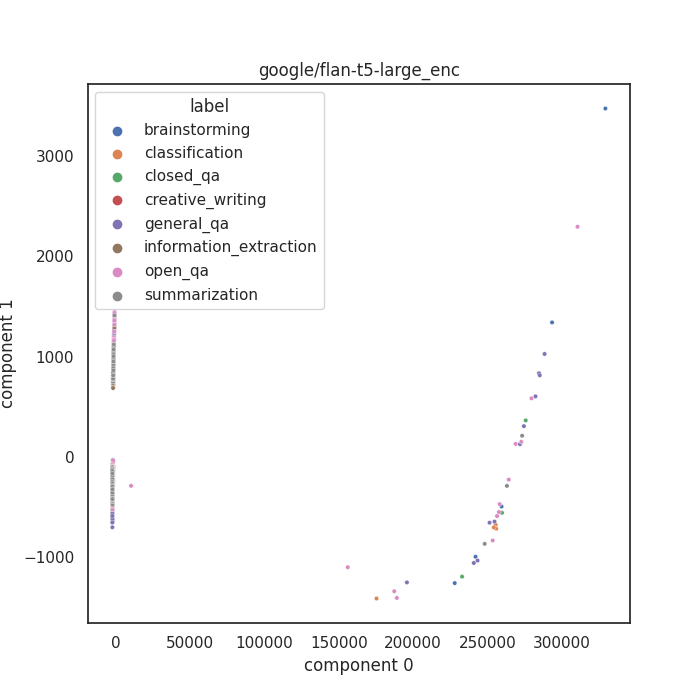 google/flan-t5-large_enc
label
brainstorming
classification
closed_qa
creative_writing
general_qa
information_extraction
open_qa
summarization
3000
2000
1000
0
−1000
component 1
0
50000
100000
150000
200000
250000
300000
component 0